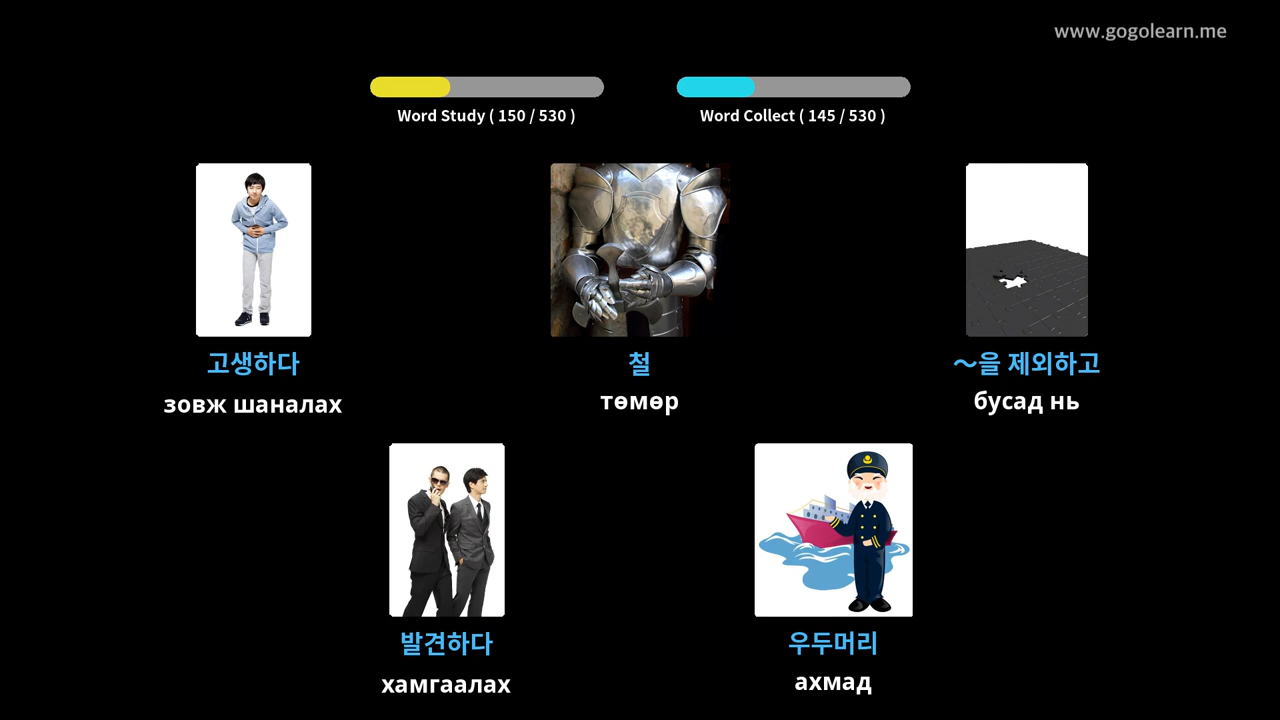 www.gogolearn.me
Word Study ( 150 / 530 )
Word Collect ( 145 / 530 )
고생하다
зовж шаналах
철
төмөр
～을 제외하고
бусад нь
발견하다
хамгаалах
우두머리
ахмад